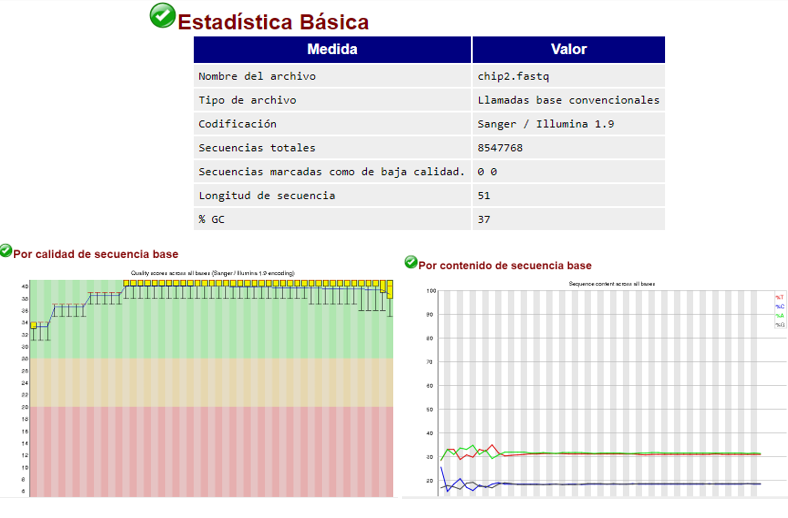 Estadística Básica
Medida Valor
Nombre del archivo chip2.fastq
Tipo de archivo Llamadas base convencionales
Codificación Sanger / Illumina 1.9
Secuencias totales 8547768
Secuencias marcadas como de baja calidad. 0 0
Longitud de secuencia 51
% GC 37
Por calidad de secuencia base
Quality scores across all bases (Sanger / Illumina 1.9 encoding)
40
38
36
34
32
30
28
26
24
22
20
18
16
14
12
10
8
6
Por contenido de secuencia base
Sequence content across all bases
100
90
80
70
60
50
40
30
20
%T
%C
%A
%G